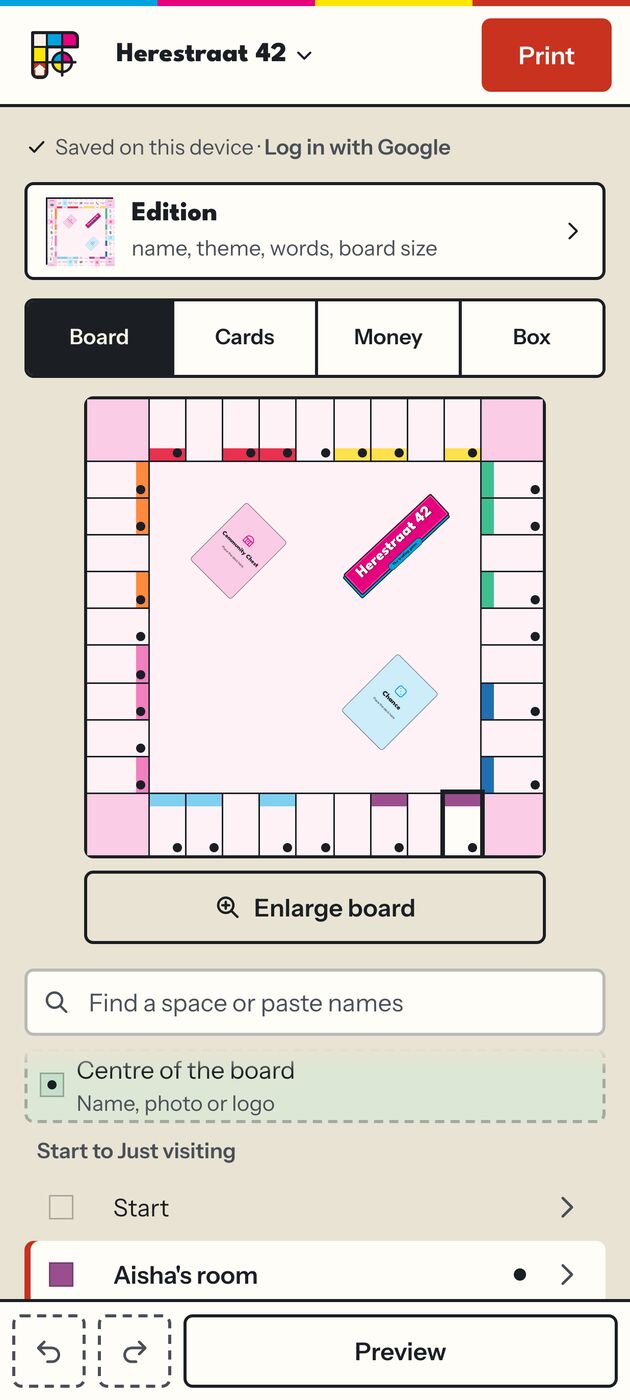 Herestraat 42
Print
Saved on this device · Log in with Google
Edition
name, theme, words, board size
Board
Cards
Money
Box
Community Chest
Herestraat 42
Chance
Enlarge board
Find a space or paste names
Centre of the board
Name, photo or logo
Start to Just visiting
Start
Aisha's room
Preview